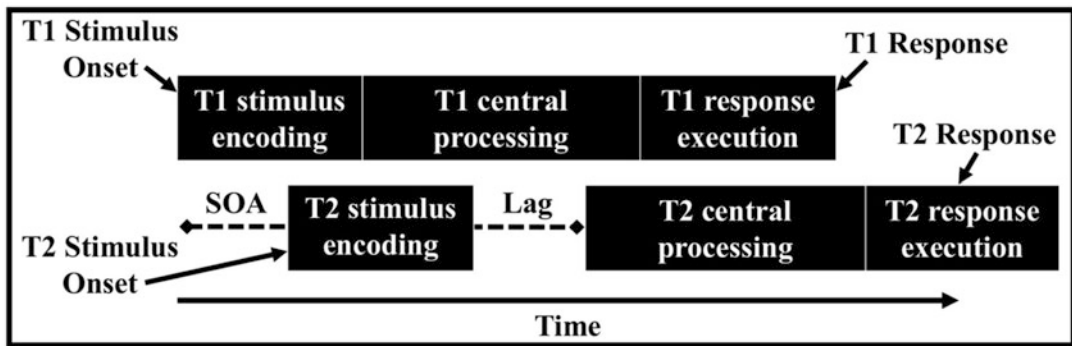 T1 Stimulus
Onset
T1 Response
T1 stimulus
encoding
T1 central
processing
T1 response
execution
T2 Response
SOA
T2 stimulus
encoding
Lag
T2 central
processing
T2 response
execution
T2 Stimulus
Onset
Time